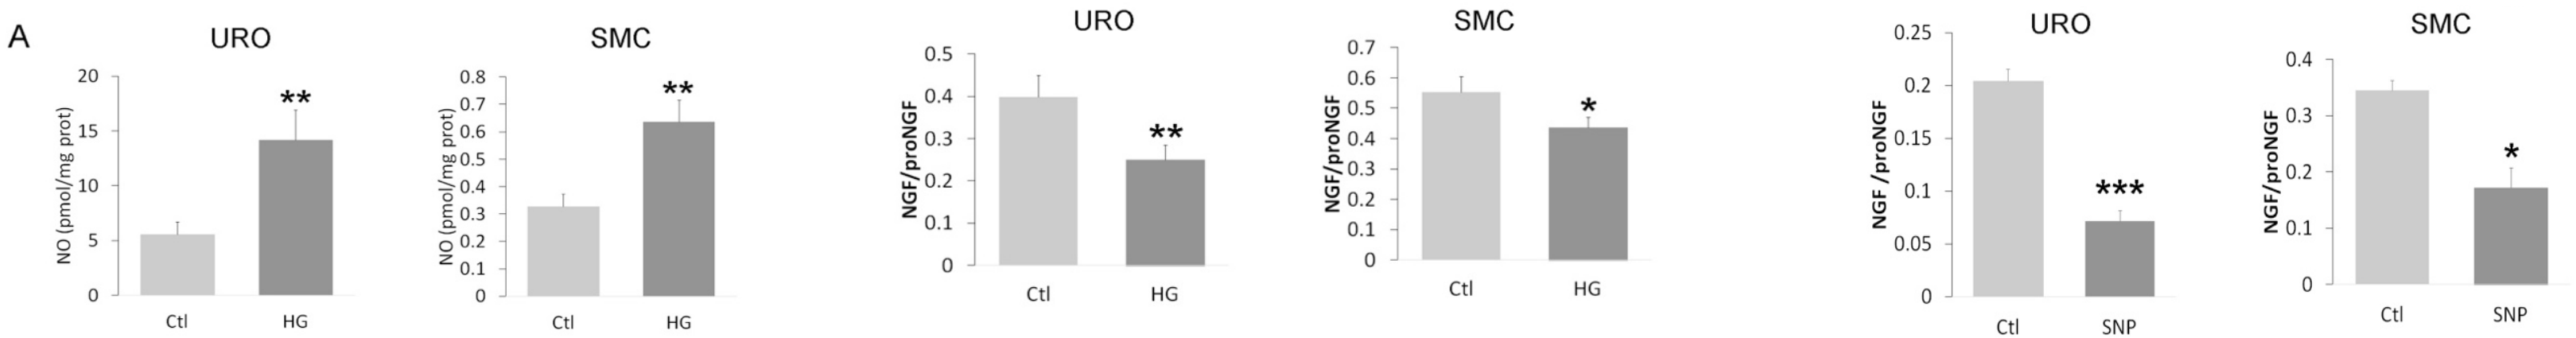 A
URO
NO (pmol/mg prot)
20
15
10
5
0
**
Ctl
HG
SMC
NO (pmol/mg prot)
0.8
0.7
0.6
0.5
0.4
0.3
0.2
0.1
0
**
Ctl
HG
URO
NGF/proNGF
0.5
0.4
0.3
0.2
0.1
0
**
Ctl
HG
SMC
NGF/proNGF
0.7
0.6
0.5
0.4
0.3
0.2
0.1
0
*
Ctl
HG
URO
NGF /proNGF
0.25
0.2
0.15
0.1
0.05
0
***
Ctl
SNP
SMC
NGF/proNGF
0.4
0.3
0.2
0.1
0
*
Ctl
SNP